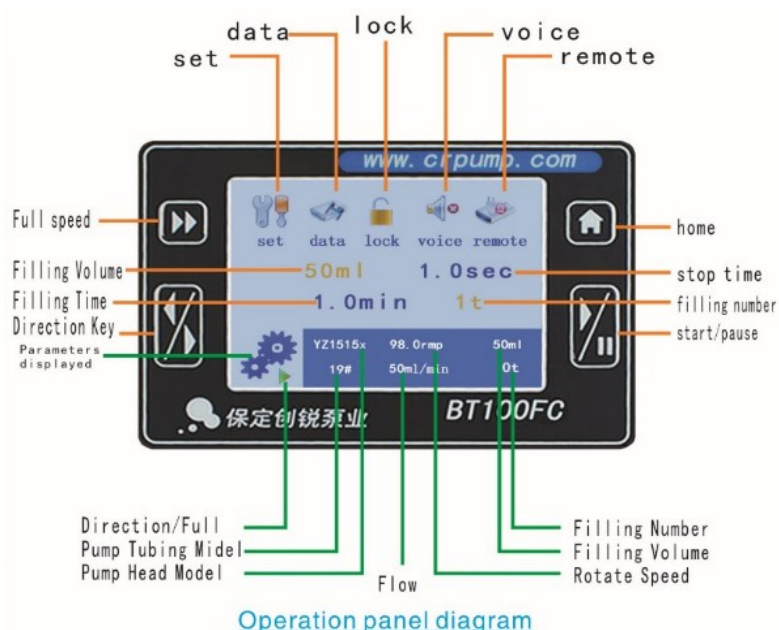 data
lock
voice
set
remote
www.crpump.com
Full speed
set data lock voice remote
home
Filling Volume
50ml 1.0sec
stop time
Filling Time
1.0min 1t
filling number
Direction Key
start/pause
Parameters
displayed
YZ1515x 98.0rmp 50ml
19# 50ml/min 0t
保定创锐泵业
BT100FC
Direction/Full
Filling Number
Pump Tubing Midel
Filling Volume
Pump Head Model
Rotate Speed
Flow
Operation panel diagram